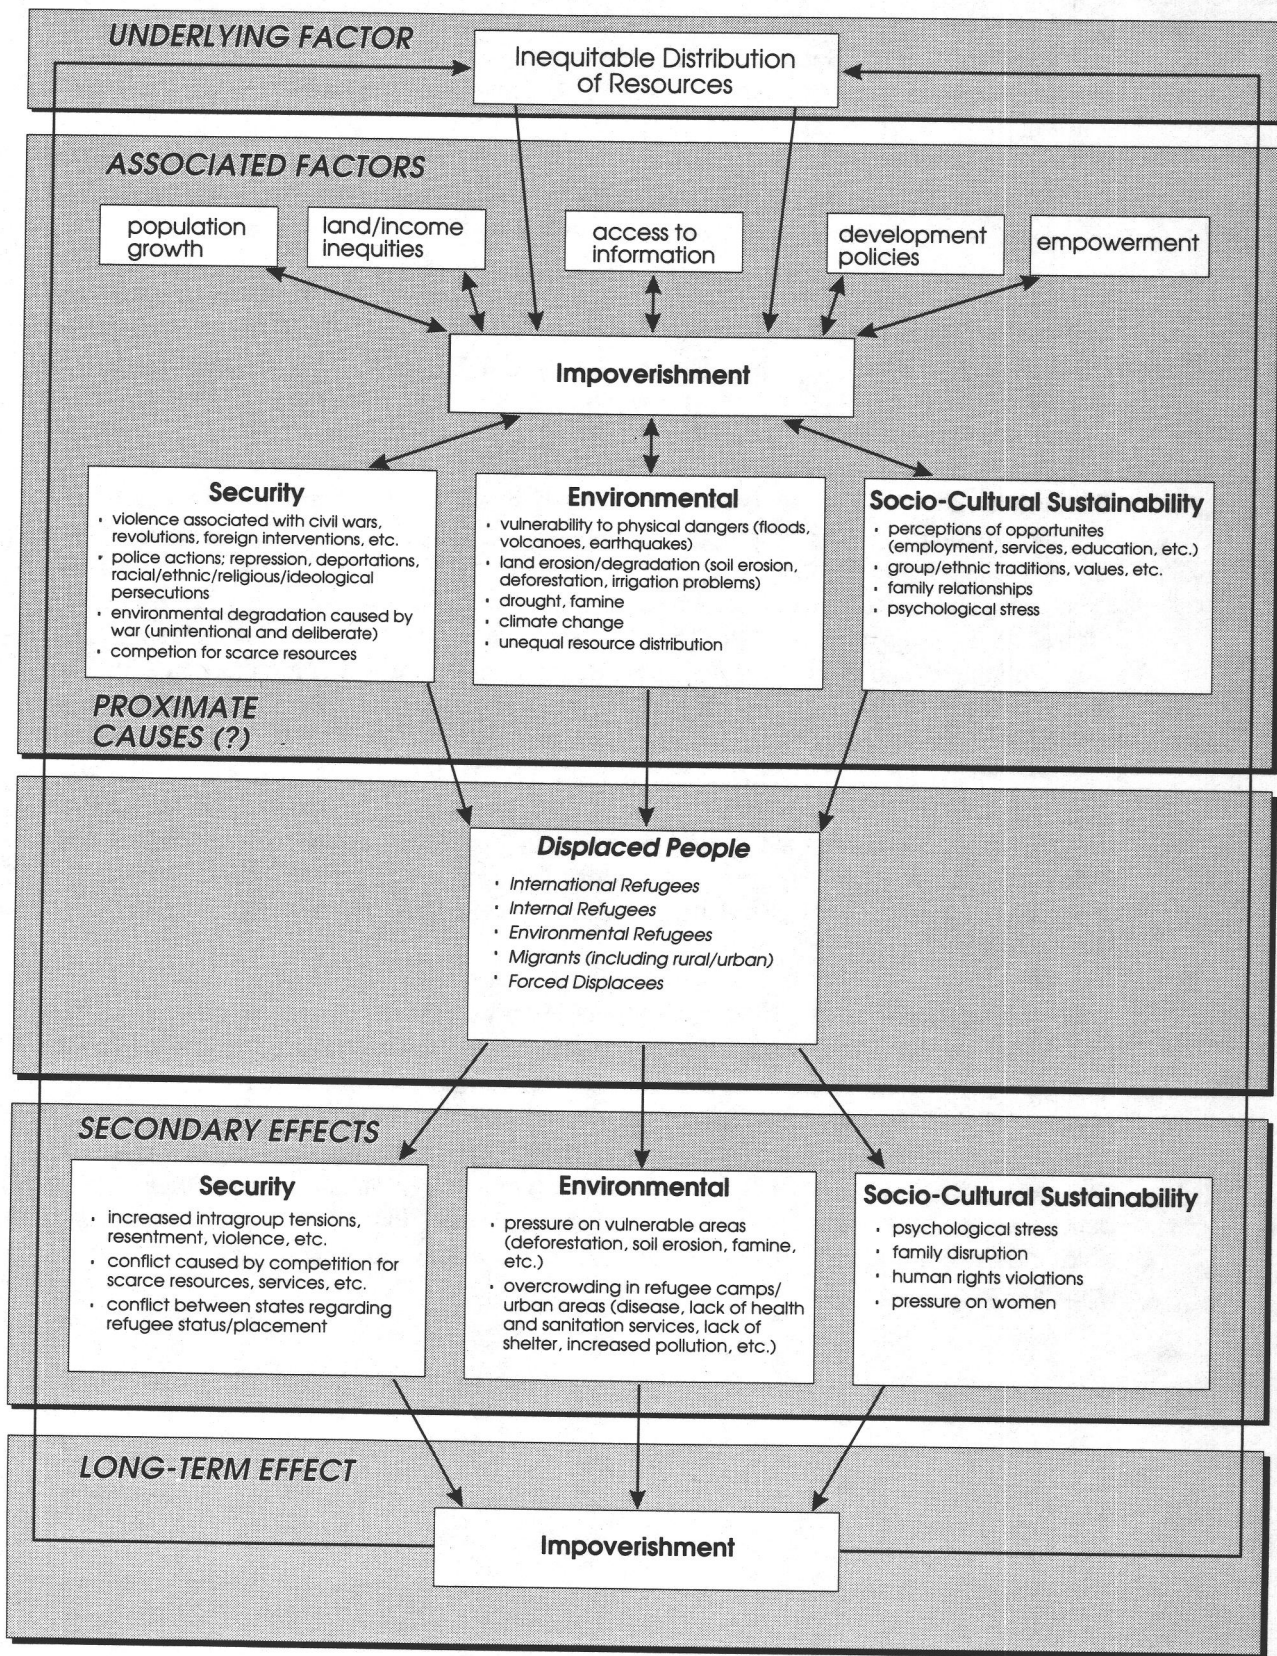 UNDERLYING FACTOR
Inequitable Distribution
of Resources
ASSOCIATED FACTORS
population
growth
land/income
inequities
access to
information
development
policies
empowerment
Impoverishment
Security
· violence associated with civil wars,
revolutions, foreign interventions, etc.
· police actions; repression, deportations,
racial/ethnic/religious/ideological
persecutions
· environmental degradation caused by
war (unintentional and deliberate)
· competion for scarce resources
Environmental
· vulnerability to physical dangers (floods,
volcanoes, earthquakes)
· land erosion/degradation (soil erosion,
deforestation, irrigation problems)
· drought, famine
· climate change
· unequal resource distribution
Socio-Cultural Sustainability
· perceptions of opportunites
(employment, services, education, etc.)
· group/ethnic traditions, values, etc.
· family relationships
· psychological stress
PROXIMATE
CAUSES (?)
Displaced People
· International Refugees
· Internal Refugees
· Environmental Refugees
· Migrants (including rural/urban)
· Forced Displacees
SECONDARY EFFECTS
Security
· increased intragroup tensions,
resentment, violence, etc.
· conflict caused by competition for
scarce resources, services, etc.
· conflict between states regarding
refugee status/placement
Environmental
· pressure on vulnerable areas
(deforestation, soil erosion, famine,
etc.)
· overcrowding in refugee camps/
urban areas (disease, lack of health
and sanitation services, lack of
shelter, increased pollution, etc.)
Socio-Cultural Sustainability
· psychological stress
· family disruption
· human rights violations
· pressure on women
LONG-TERM EFFECT
Impoverishment